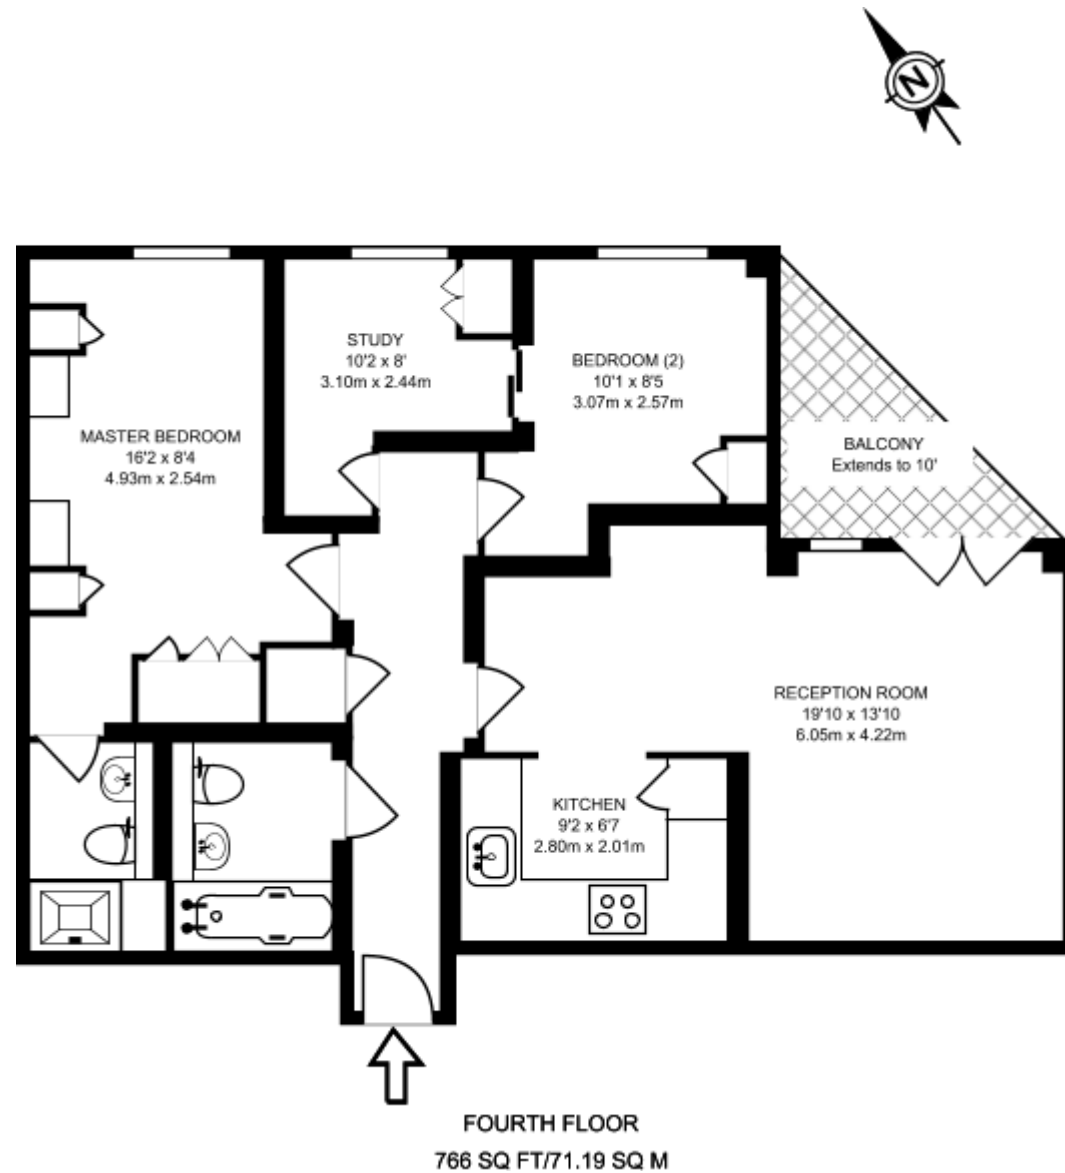 N
STUDY
10'2 x 8'
3.10m x 2.44m
BEDROOM (2)
10'1 x 8'5
3.07m x 2.57m
MASTER BEDROOM
16'2 x 8'4
4.93m x 2.54m
BALCONY
Extends to 10'
RECEPTION ROOM
19'10 x 13'10
6.05m x 4.22m
KITCHEN
9'2 x 6'7
2.80m x 2.01m
FOURTH FLOOR
766 SQ FT/71.19 SQ M